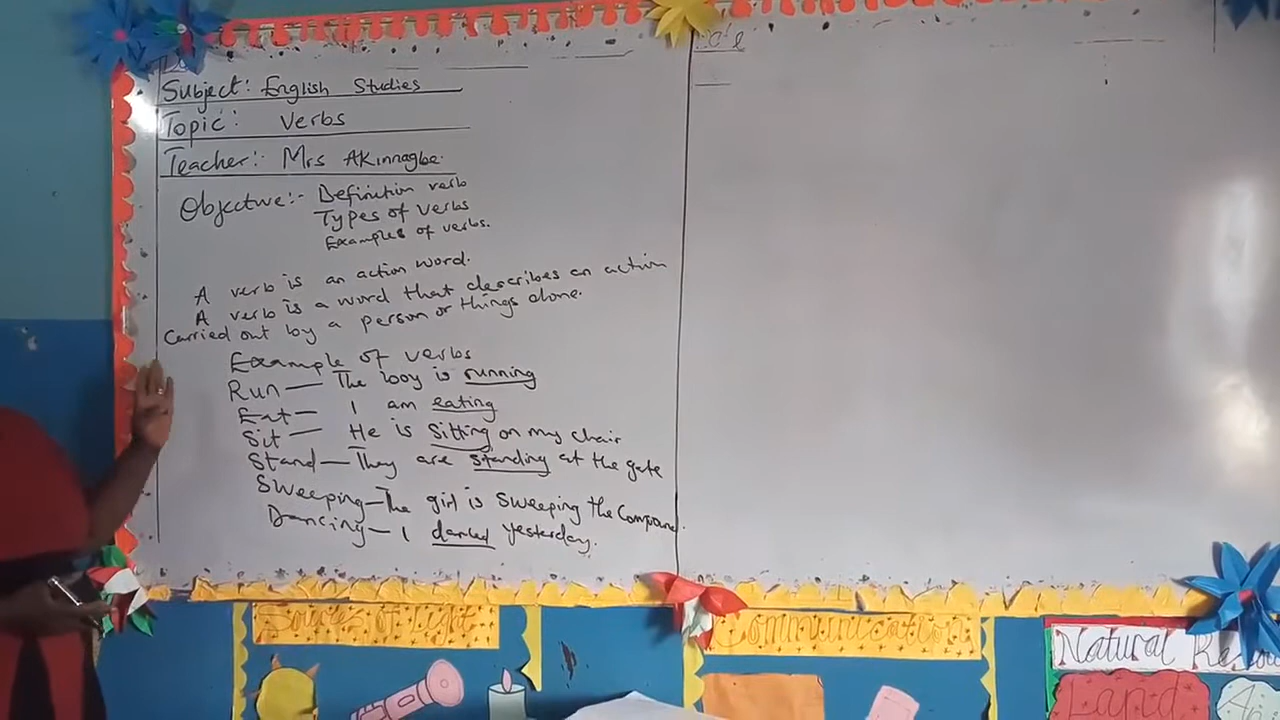 Subject: English Studies
Topic: Verbs
Teacher:- Mrs AKinnagbe.
Objective:- Definition verb
Types of verbs
Examples of verbs.
A verb is an action word.
A verb is a word that describes an action
Carried out by a person or things done.
Example of verbs
Run — The boy is running
Eat — I am eating
Sit — He is Sitting on my chair
Stand — They are standing at the gate
Sweeping — The girl is Sweeping the Compound.
Dancing — I danced yesterday.
Sources of Light
Communication
Natural
Land